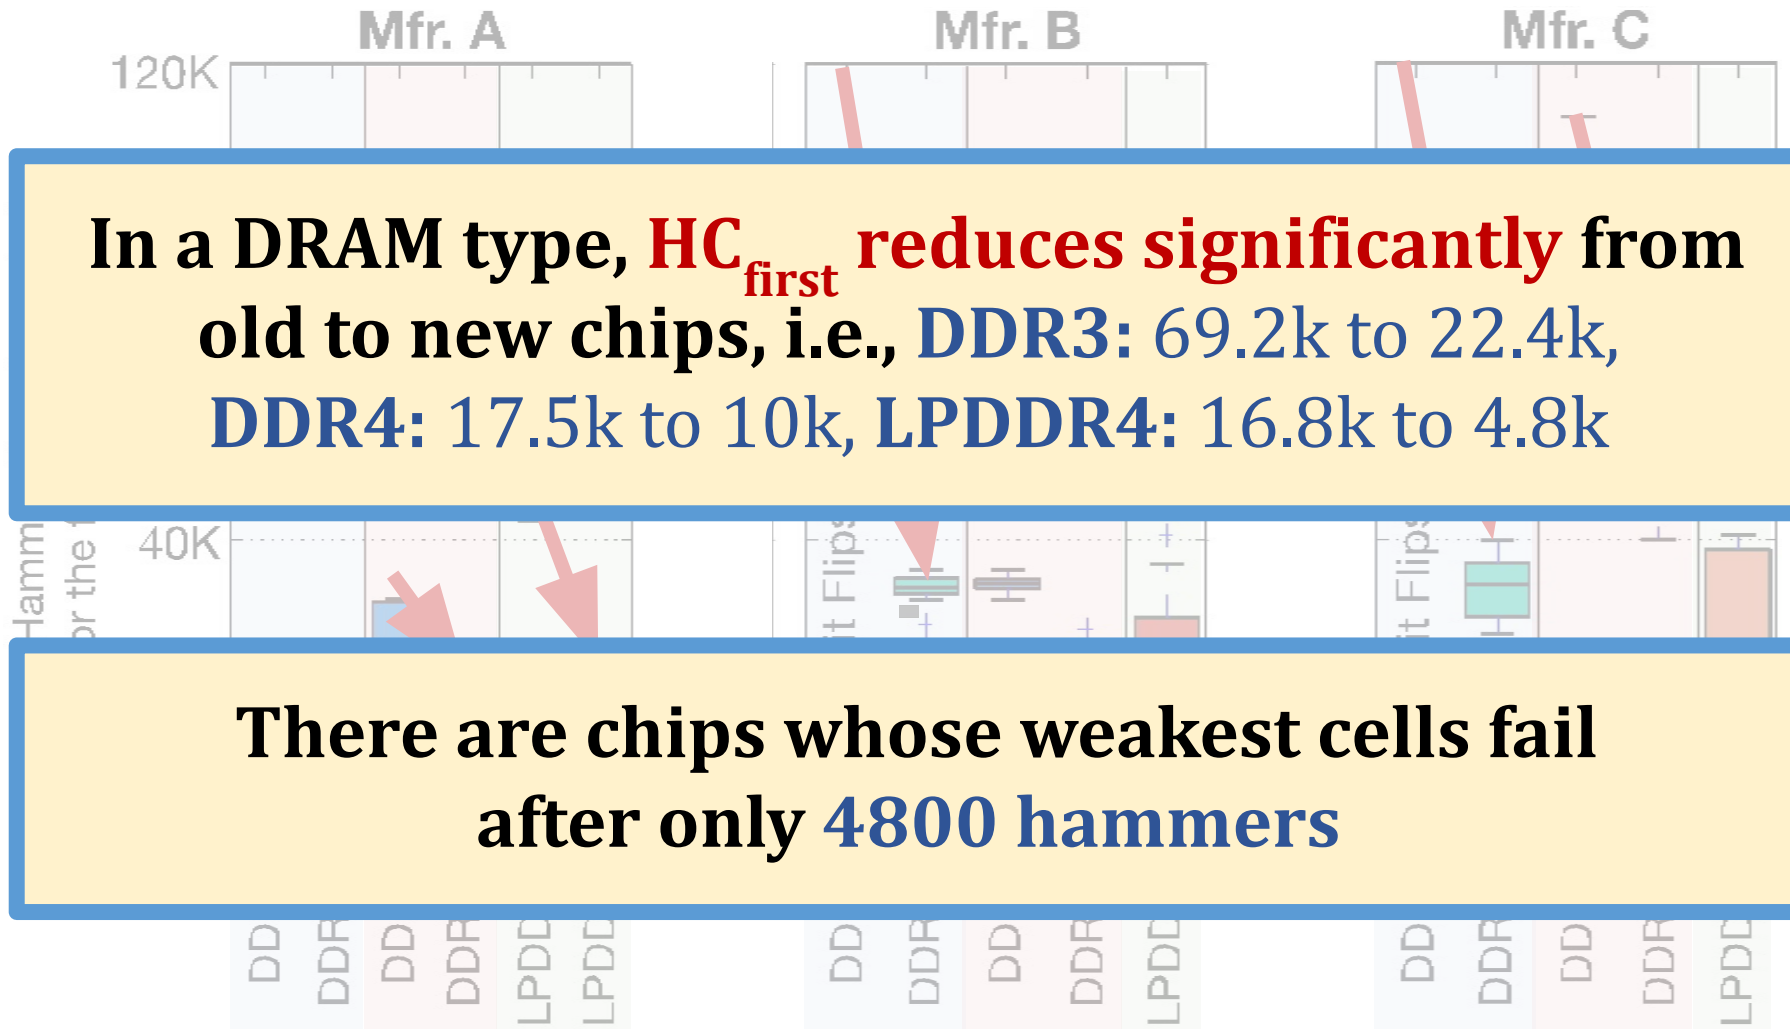 Mfr. A Mfr. B Mfr. C
120K
In a DRAM type, HCfirst reduces significantly from
old to new chips, i.e., DDR3: 69.2k to 22.4k,
DDR4: 17.5k to 10k, LPDDR4: 16.8k to 4.8k
40K
There are chips whose weakest cells fail
after only 4800 hammers